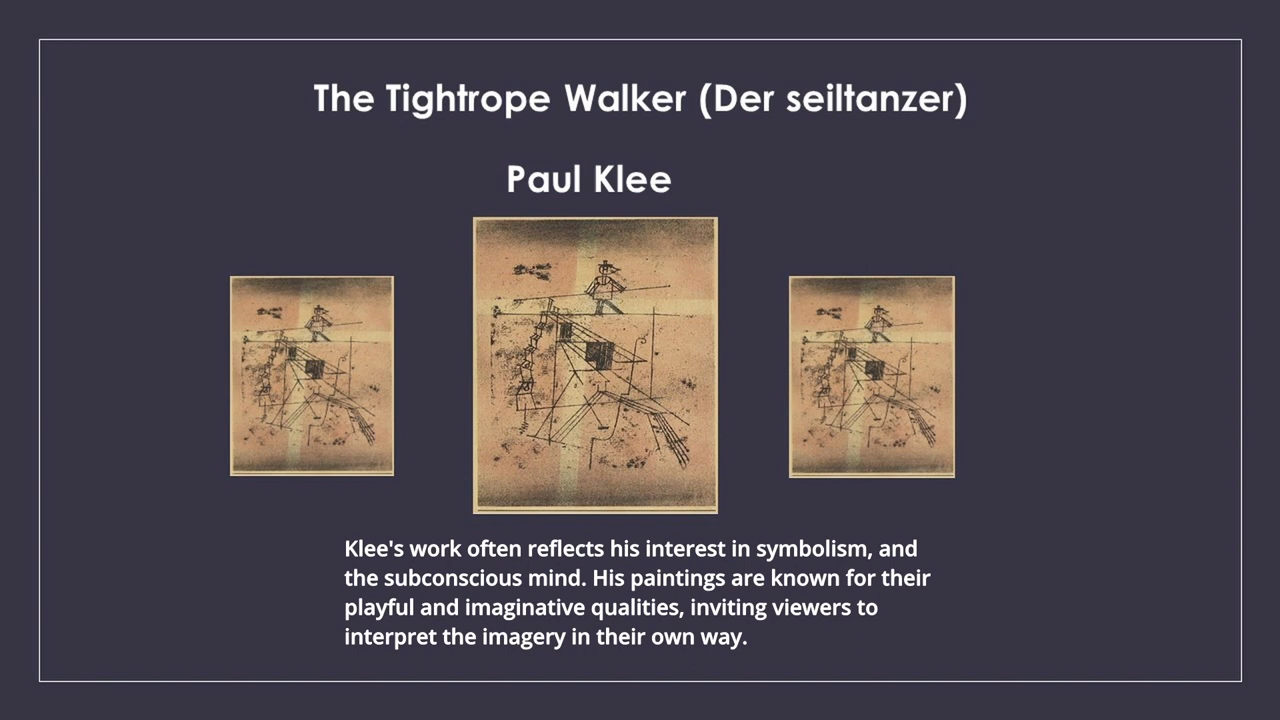 The Tightrope Walker (Der seiltanzer)
Paul Klee
Klee's work often reflects his interest in symbolism, and
the subconscious mind. His paintings are known for their
playful and imaginative qualities, inviting viewers to
interpret the imagery in their own way.